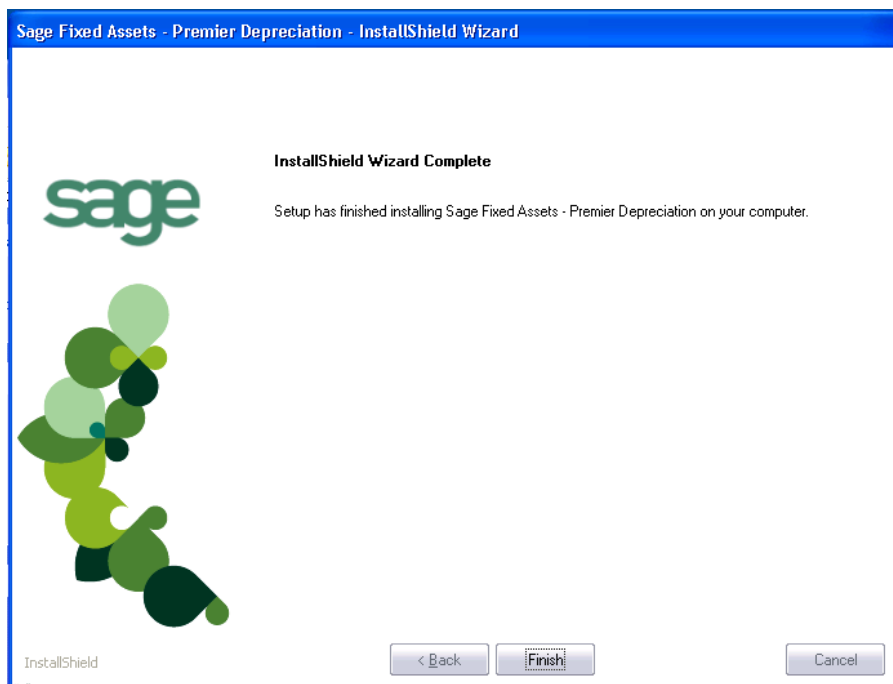 Sage Fixed Assets - Premier Depreciation - InstallShield Wizard
InstallShield Wizard Complete
sage
Setup has finished installing Sage Fixed Assets - Premier Depreciation on your computer.
InstallShield
< Back
Finish
Cancel